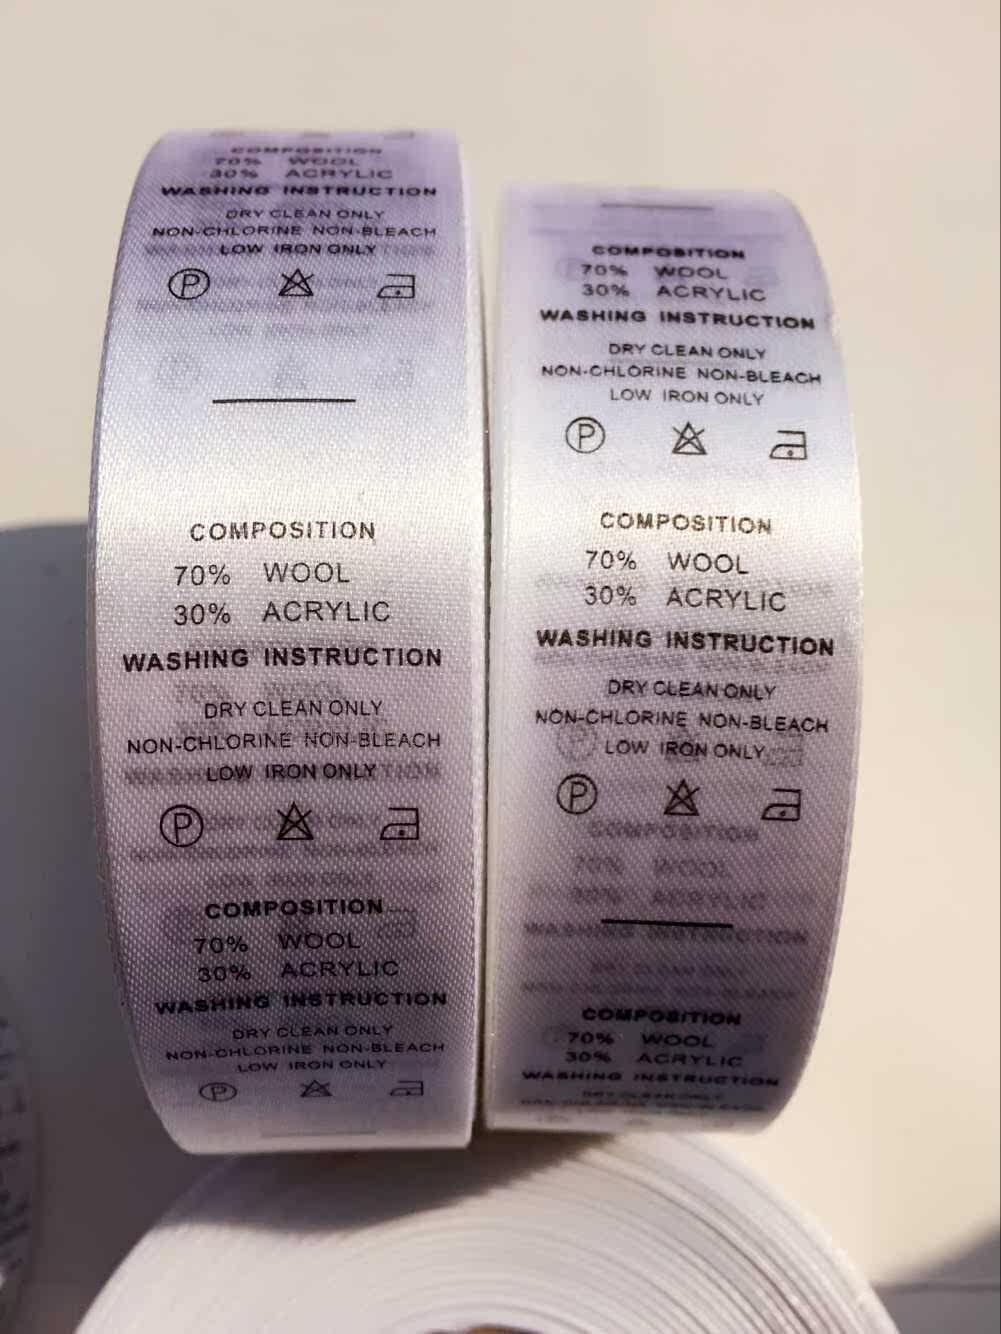 COMPOSITION
70% WOOL
30% ACRYLIC
WASHING INSTRUCTION
DRY CLEAN ONLY
NON-CHLORINE NON-BLEACH
LOW IRON ONLY
P
COMPOSITION
70% WOOL
30% ACRYLIC
WASHING INSTRUCTION
DRY CLEAN ONLY
NON-CHLORINE NON-BLEACH
LOW IRON ONLY
P
COMPOSITION
70% WOOL
30% ACRYLIC
WASHING INSTRUCTION
DRY CLEAN ONLY
NON-CHLORINE NON-BLEACH
LOW IRON ONLY
P
COMPOSITION
70% WOOL
30% ACRYLIC
WASHING INSTRUCTION
DRY CLEAN ONLY
NON-CHLORINE NON-BLEACH
LOW IRON ONLY
P
COMPOSITION
70% WOOL
30% ACRYLIC
WASHING INSTRUCTION
DRY CLEAN ONLY
NON-CHLORINE NON-BLEACH
LOW IRON ONLY
P
COMPOSITION
70% WOOL
30% ACRYLIC
WASHING INSTRUCTION